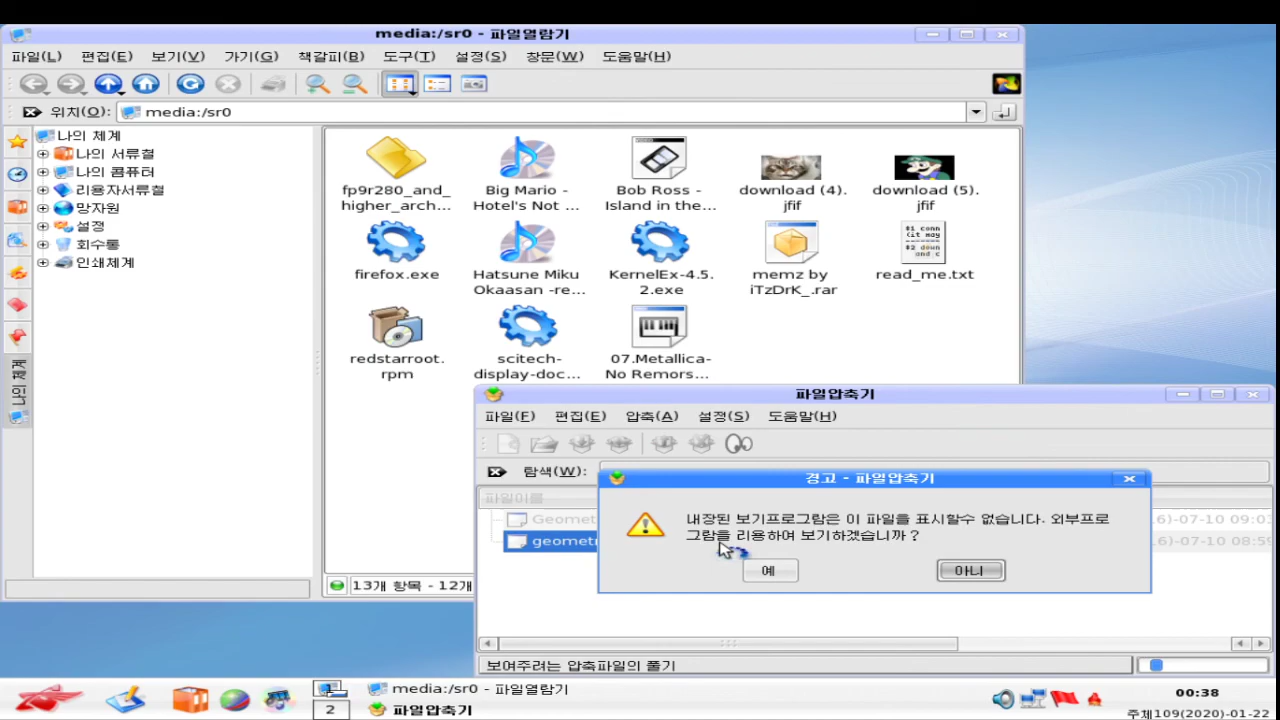 media:/sr0 - 파일열람기
파일(L) 편집(E) 보기(V) 가기(G) 책갈피(B) 도구(T) 설정(S) 창문(W) 도움말(H)
위치(O): media:/sr0
나의 체계
나의 서류철
나의 콤퓨터
리용자서류철
망자원
설정
회수통
인쇄체계
나의 체계
fp9r280_and_
higher_arch...
Big Mario -
Hotel's Not ...
Bob Ross -
Island in the...
download (4).
jfif
download (5).
jfif
firefox.exe
Hatsune Miku
Okaasan -re...
KernelEx-4.5.
2.exe
memz by
iTzDrK_.rar
#1 conn
(it may
#2 down
and c
read_me.txt
redstarroot.
rpm
scitech-
display-doc...
07.Metallica-
No Remors...
13개 항목 - 12개
파일압축기
파일(F) 편집(E) 압축(A) 설정(S) 도움말(H)
탐색(W):
파일이름
Geomet 6)-07-10 09:03
geomet 6)-07-10 08:59
경고 - 파일압축기
내장된 보기프로그람은 이 파일을 표시할수 없습니다. 외부프로
그람을 리용하여 보기하겠습니까 ?
예 아니
보여주려는 압축파일의 풀기
1 media:/sr0 - 파일열람기
2 파일압축기
00:38
주체109(2020)-01-22